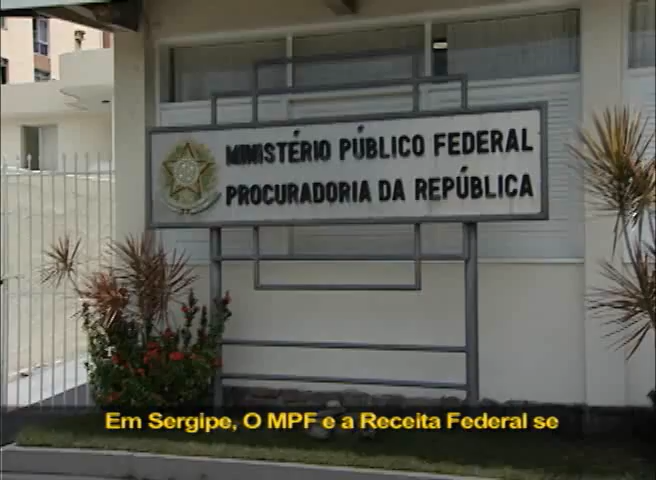 MINISTÉRIO PÚBLICO FEDERAL
PROCURADORIA DA REPÚBLICA
Em Sergipe, O MPF e a Receita Federal se